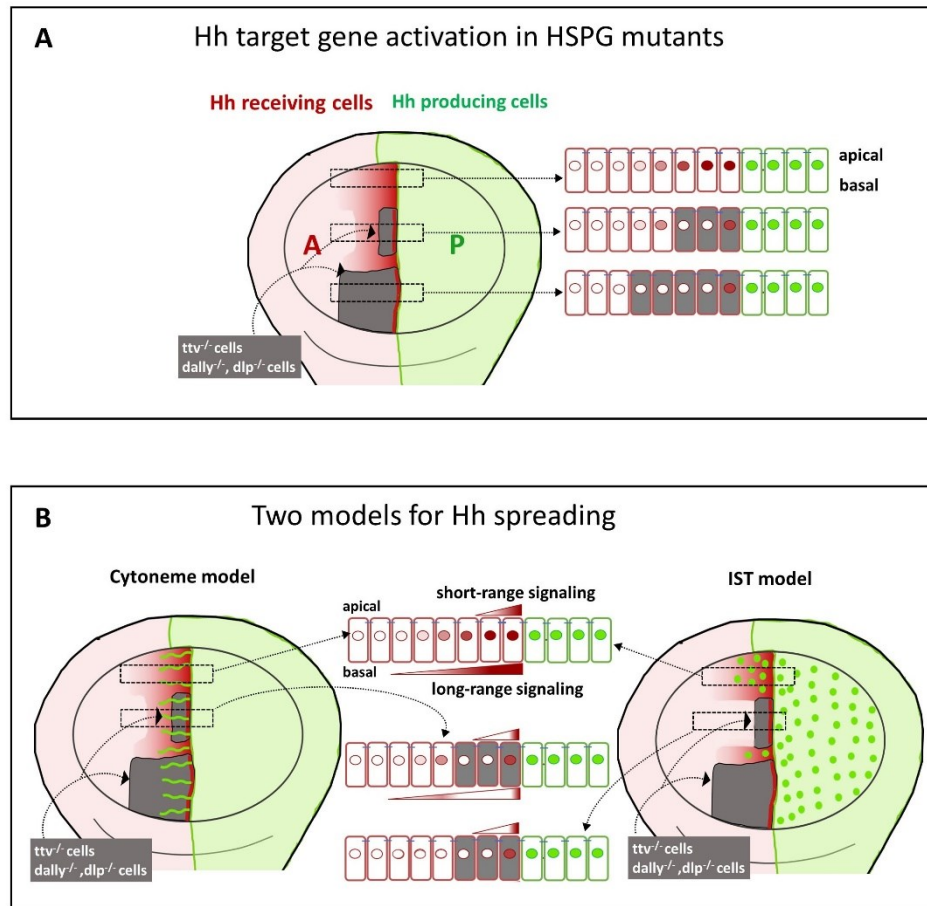 A
Hh target gene activation in HSPG mutants
Hh receiving cells Hh producing cells
apical
basal
A
P
ttv-/- cells
dally-/-, dlp-/- cells
B
Two models for Hh spreading
Cytoneme model
IST model
short-range signaling
apical
basal
long-range signaling
ttv-/- cells
dally-/- ,dlp-/- cells
ttv-/- cells
dally-/-,dlp-/- cells